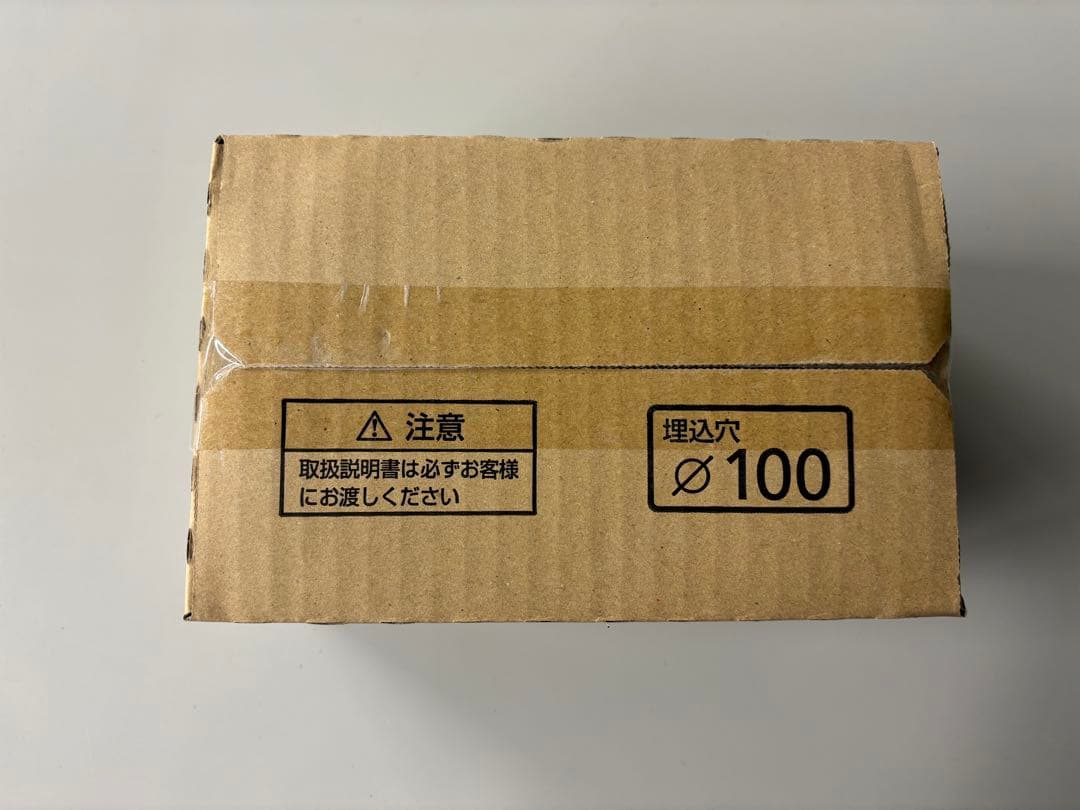 ⚠ 注意
取扱説明書は必ずお客様
にお渡しください
埋込穴
⌀100